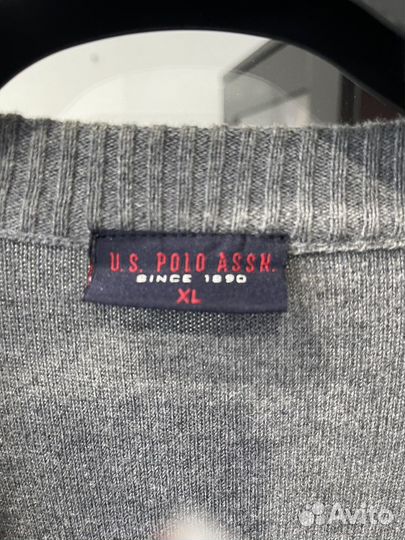 U.S. POLO ASSN.
SINCE 1890
XL
Avito